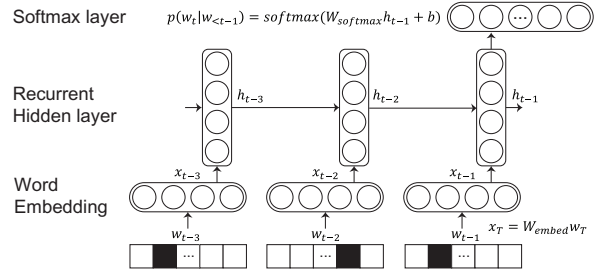 Softmax layer
p(w_t|w_{<t−1}) = softmax(W_{softmax}h_{t−1} + b)
...
Recurrent
Hidden layer
h_{t−3}
h_{t−2}
h_{t−1}
x_{t−3}
x_{t−2}
x_{t−1}
Word
Embedding
w_{t−3}
w_{t−2}
w_{t−1}
x_T = W_{embed}w_T
...
...
...